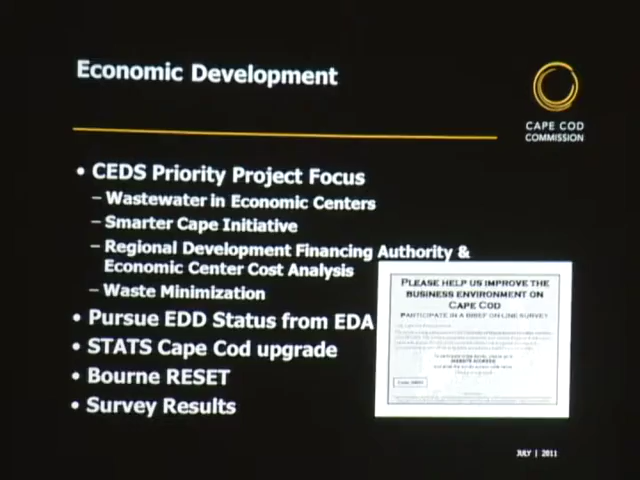 Economic Development
CAPE COD
COMMISSION
• CEDS Priority Project Focus
– Wastewater in Economic Centers
– Smarter Cape Initiative
– Regional Development Financing Authority &
Economic Center Cost Analysis
– Waste Minimization
• Pursue EDD Status from EDA
• STATS Cape Cod upgrade
• Bourne RESET
• Survey Results
PLEASE HELP US IMPROVE THE
BUSINESS ENVIRONMENT ON
CAPE COD
PARTICIPATE IN A BRIEF ON-LINE SURVEY
JULY | 2011